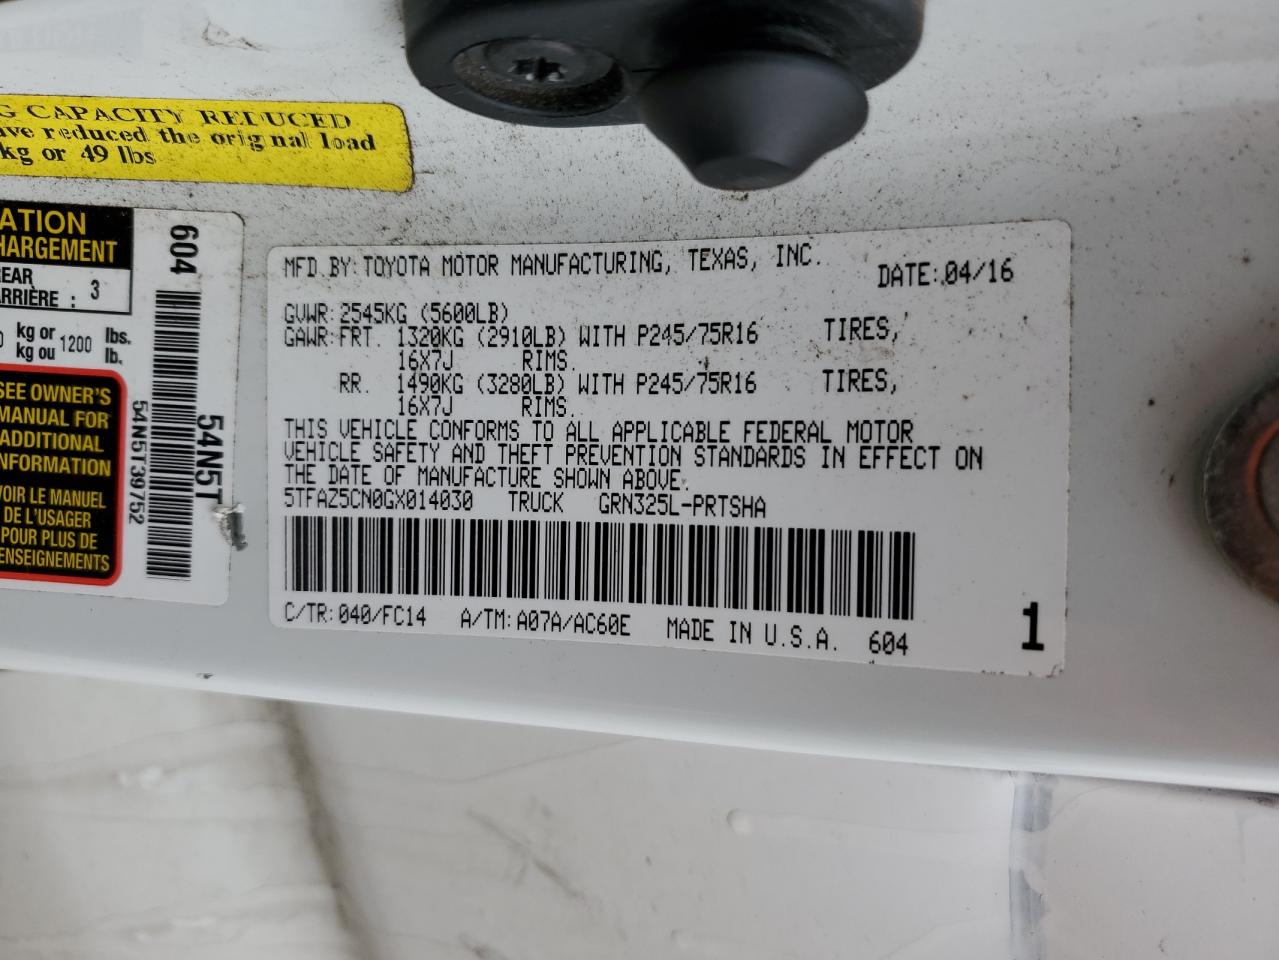 G CAPACITY REDUCED
ave reduced the original load
kg or 49 lbs
ATION
HARGEMENT
REAR
ARRIÈRE : 3
kg or
kg ou 1200 lbs.
lb.
SEE OWNER'S
MANUAL FOR
ADDITIONAL
INFORMATION
VOIR LE MANUEL
DE L'USAGER
POUR PLUS DE
RENSEIGNEMENTS
604
54N5T
54N5T39752
MFD.BY:TOYOTA MOTOR MANUFACTURING, TEXAS, INC. DATE:04/16
GVWR:2545KG (5600LB)
GAWR:FRT. 1320KG (2910LB) WITH P245/75R16 TIRES,
16X7J RIMS.
RR. 1490KG (3280LB) WITH P245/75R16 TIRES,
16X7J RIMS.
THIS VEHICLE CONFORMS TO ALL APPLICABLE FEDERAL MOTOR
VEHICLE SAFETY AND THEFT PREVENTION STANDARDS IN EFFECT ON
THE DATE OF MANUFACTURE SHOWN ABOVE.
5TFAZ5CN0GX014030 TRUCK GRN325L-PRTSHA
C/TR:040/FC14 A/TM:A07A/AC60E MADE IN U.S.A. 604
1